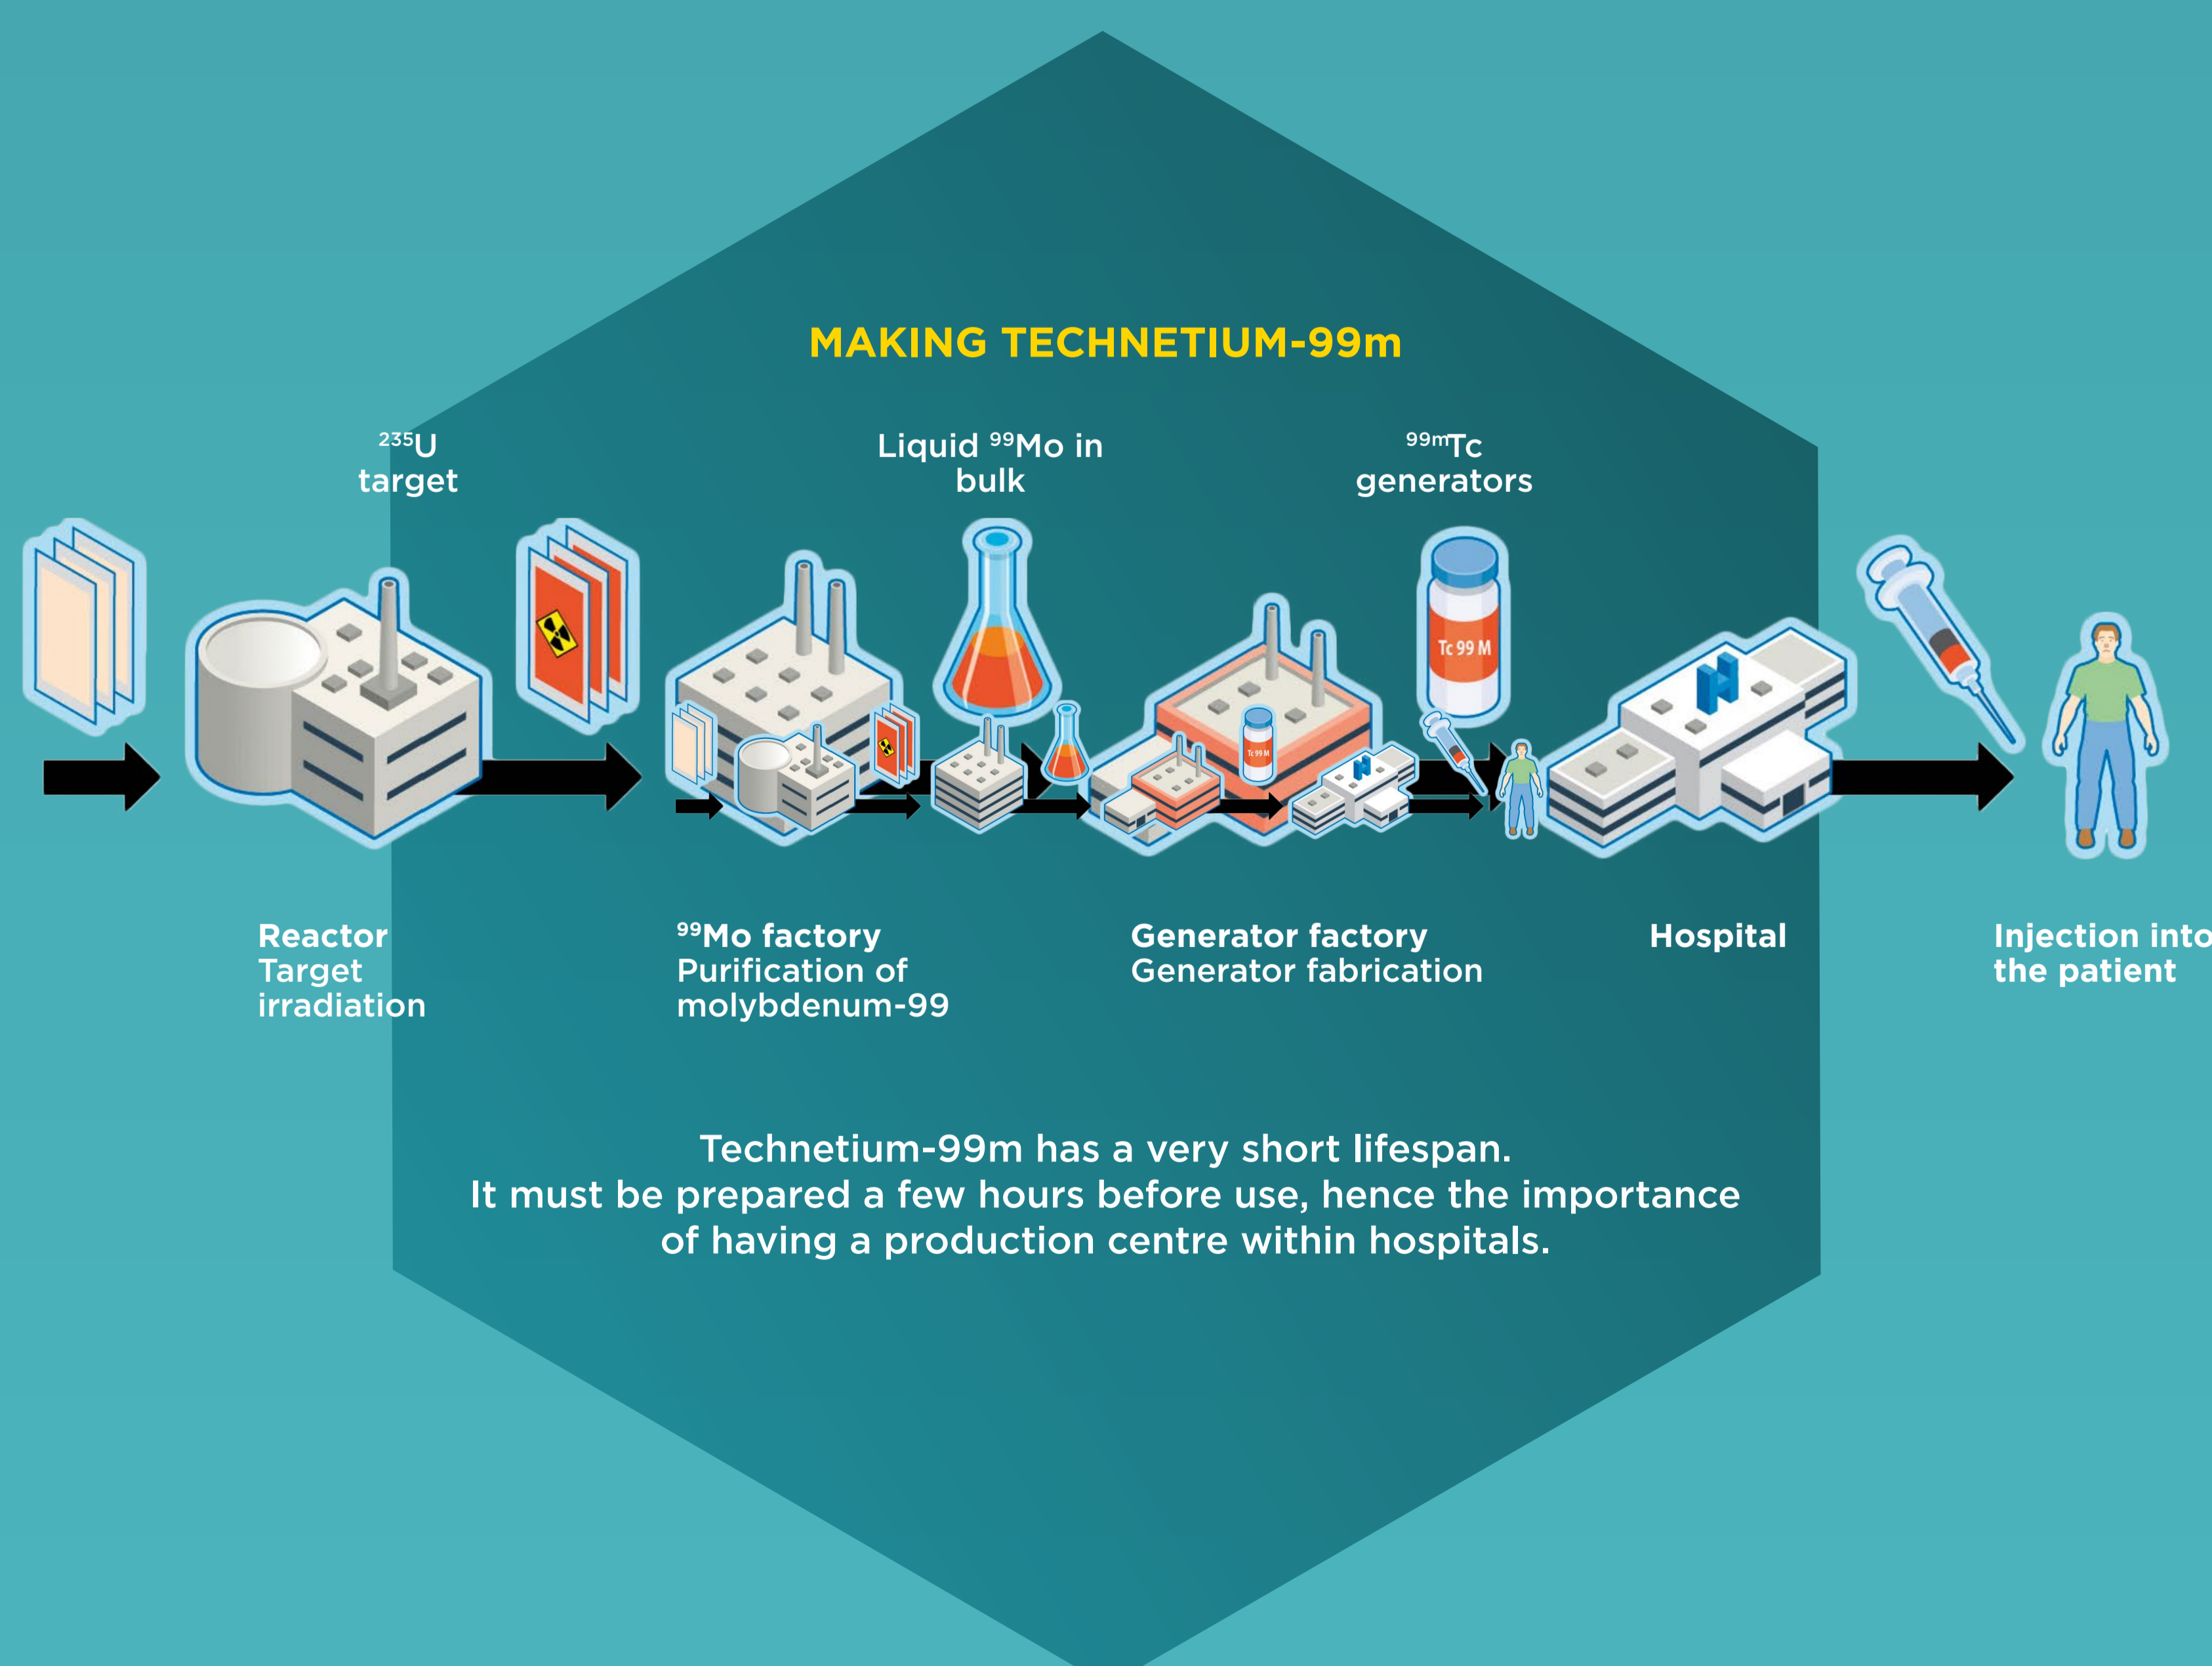 MAKING TECHNETIUM-99m
²³⁵U
target
Liquid ⁹⁹Mo in
bulk
⁹⁹ᵐTc
generators
Tc 99 M
H
Tc 99 M
H
Reactor
Target
irradiation
⁹⁹Mo factory
Purification of
molybdenum-99
Generator factory
Generator fabrication
Hospital
Injection into
the patient
Technetium-99m has a very short lifespan.
It must be prepared a few hours before use, hence the importance
of having a production centre within hospitals.